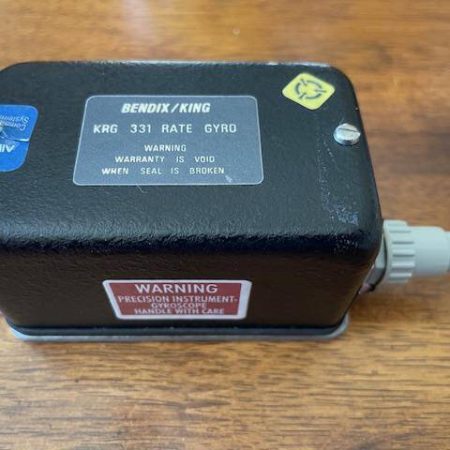 BENDIX/KING
KRG 331 RATE GYRO
WARNING
WARRANTY IS VOID
WHEN SEAL IS BROKEN
WARNING
PRECISION INSTRUMENT-
GYROSCOPE
HANDLE WITH CARE